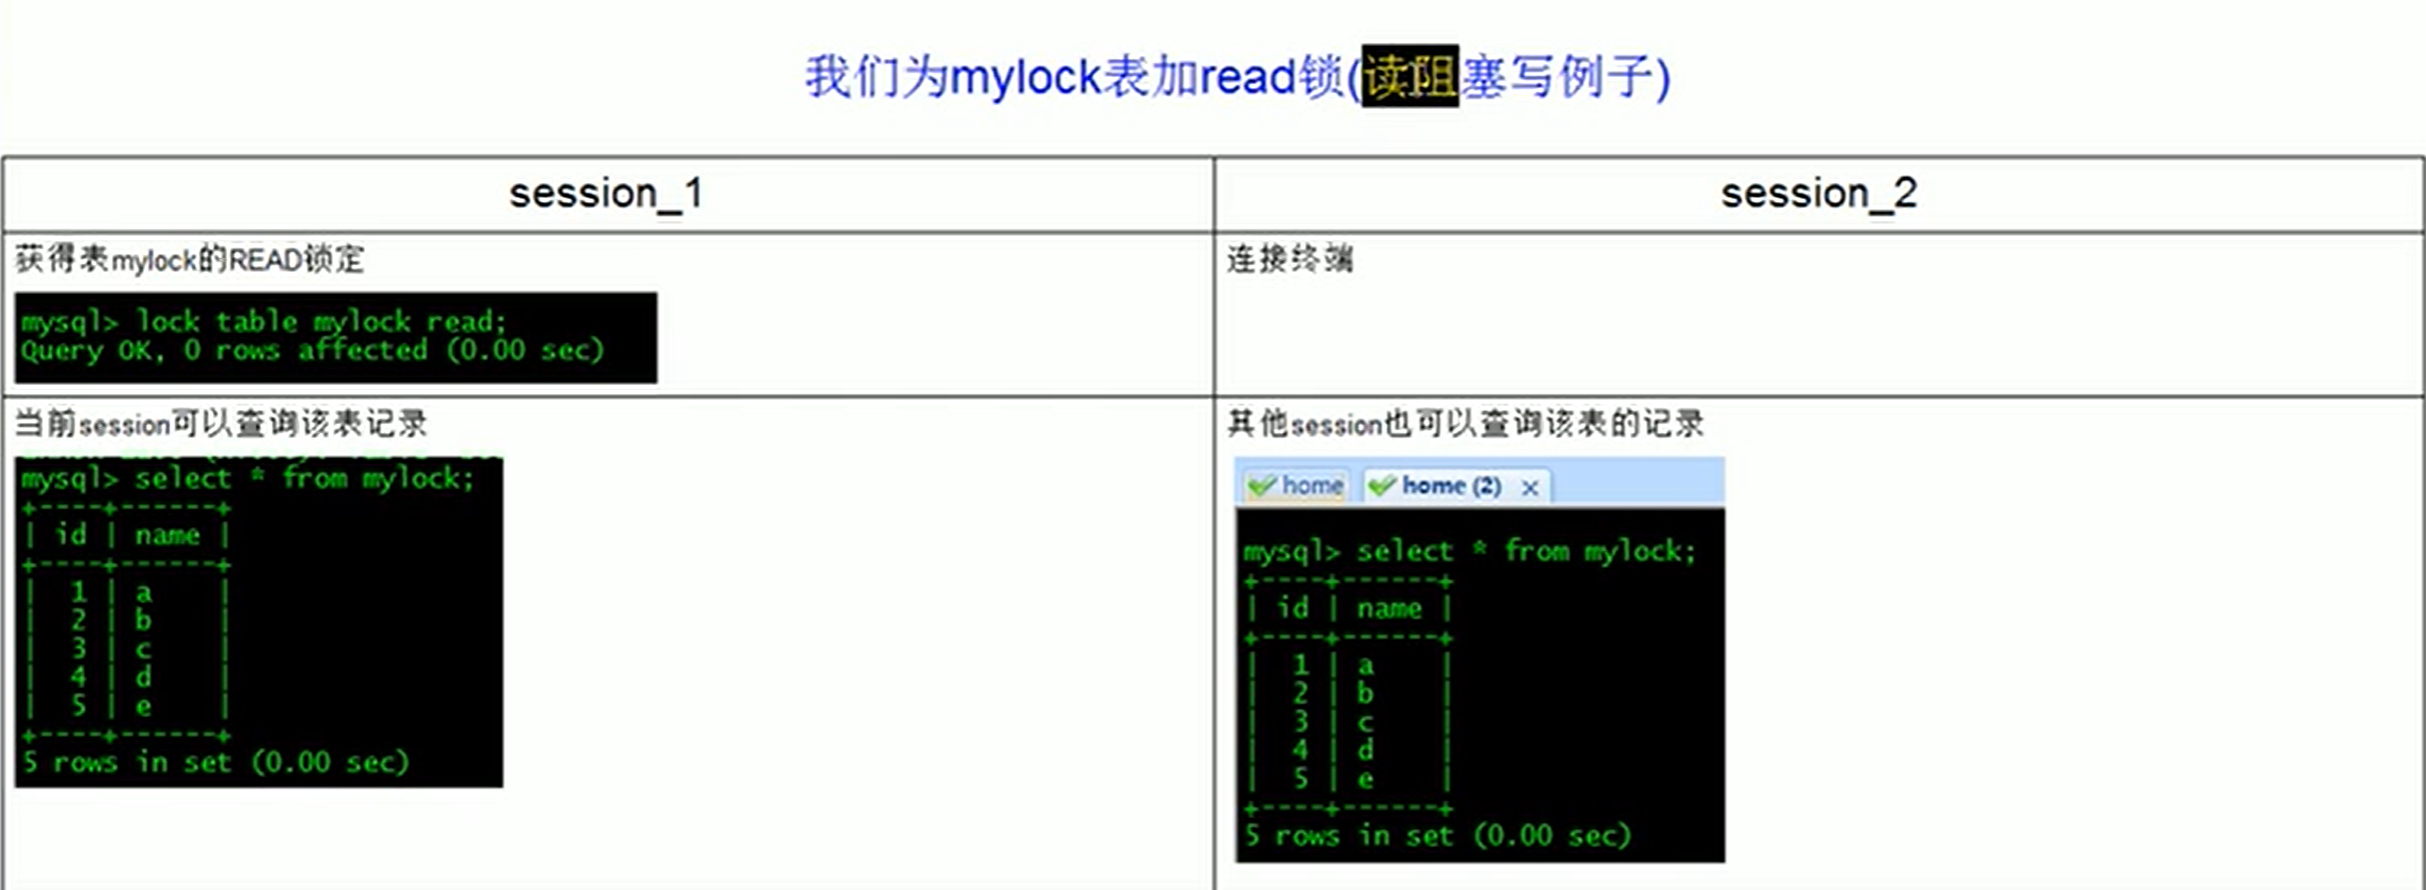 我们为mylock表加read锁(读阻塞写例子)
session_1
session_2
获得表mylock的READ锁定
连接终端
mysql> lock table mylock read;
Query OK, 0 rows affected (0.00 sec)
当前session可以查询该表记录
其他session也可以查询该表的记录
mysql> select * from mylock;
+----+------+
| id | name |
+----+------+
| 1 | a |
| 2 | b |
| 3 | c |
| 4 | d |
| 5 | e |
+----+------+
5 rows in set (0.00 sec)
home home (2) x
mysql> select * from mylock;
+----+------+
| id | name |
+----+------+
| 1 | a |
| 2 | b |
| 3 | c |
| 4 | d |
| 5 | e |
+----+------+
5 rows in set (0.00 sec)